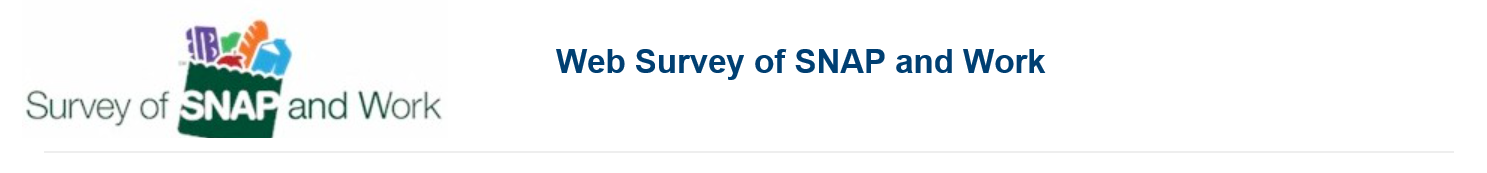 Survey of SNAP and Work
Web Survey of SNAP and Work